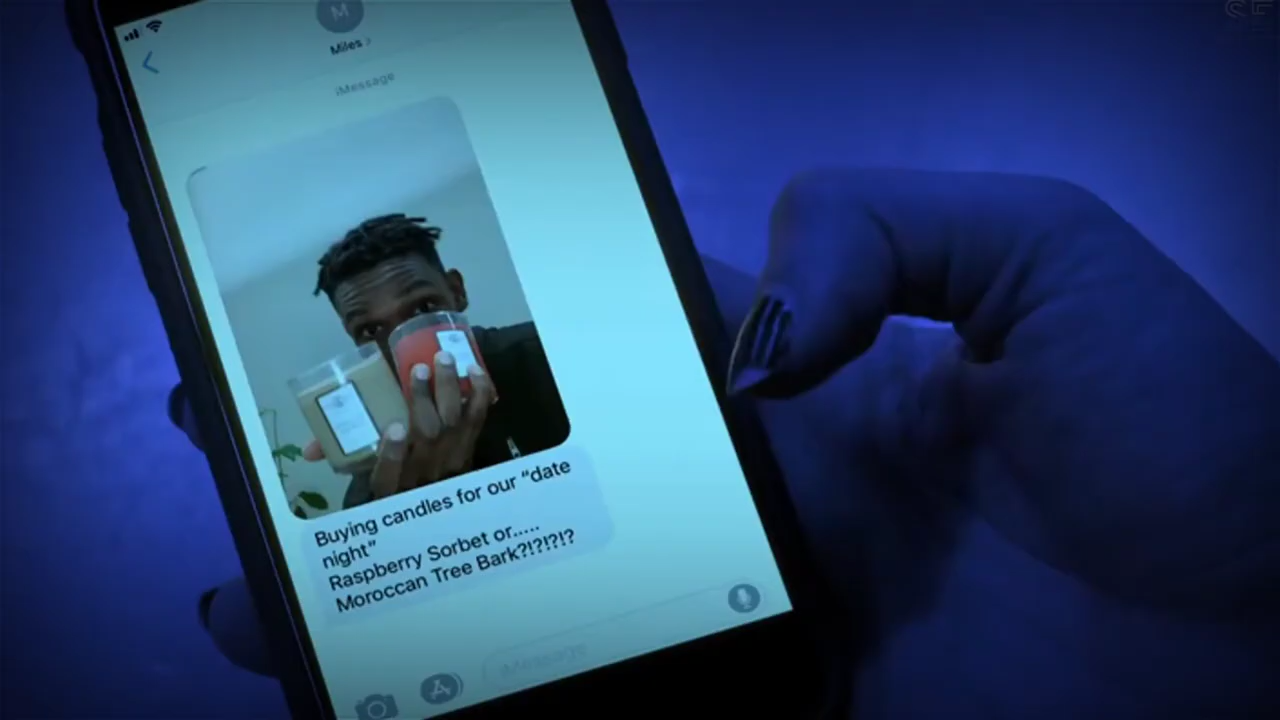 M
Miles >
iMessage
Buying candles for our “date
night”
Raspberry Sorbet or.....
Moroccan Tree Bark?!?!?!?
iMessage